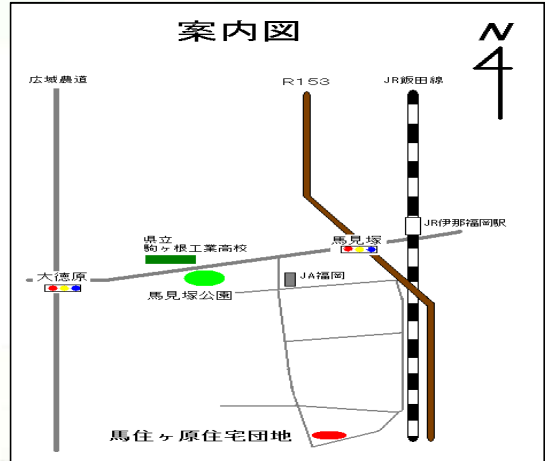 案内図
N
広域農道
R153
JR飯田線
JR伊那福岡駅
県立
駒ヶ根工業高校
馬見塚
大徳原
JA福岡
馬見塚公園
馬住ヶ原住宅団地